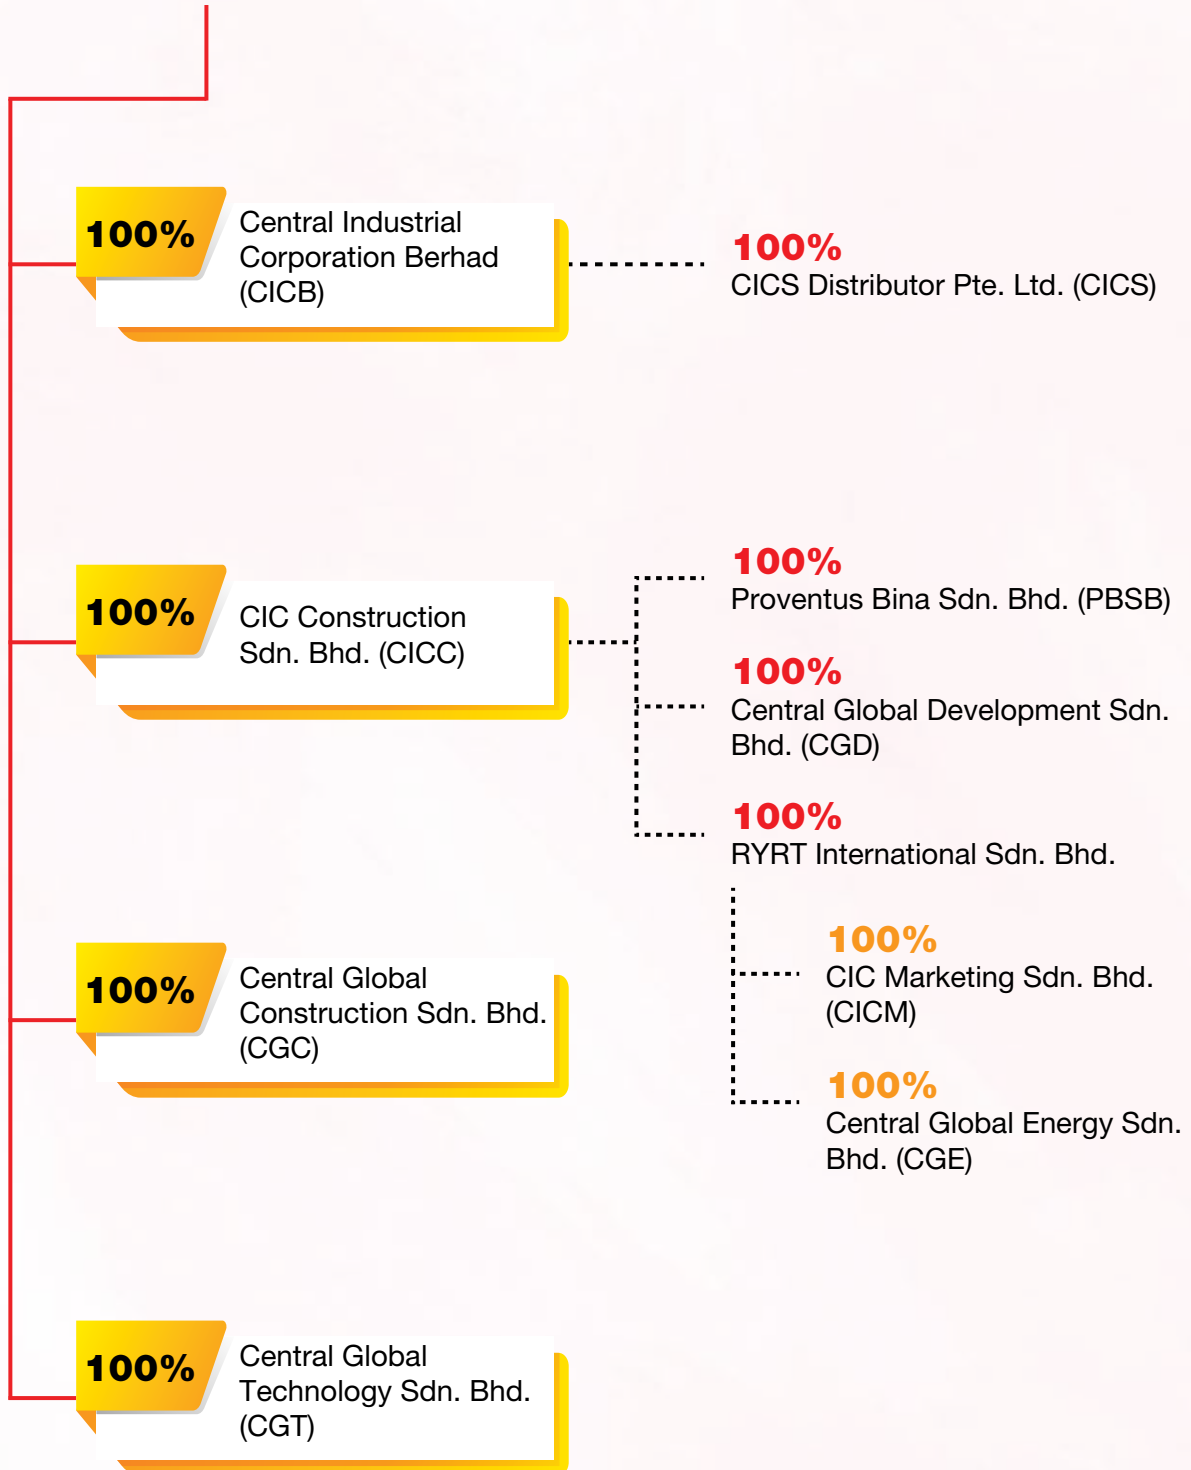 100%
Central Industrial
Corporation Berhad
(CICB)
100%
CICS Distributor Pte. Ltd. (CICS)
100%
CIC Construction
Sdn. Bhd. (CICC)
100%
Proventus Bina Sdn. Bhd. (PBSB)
100%
Central Global Development Sdn.
Bhd. (CGD)
100%
RYRT International Sdn. Bhd.
100%
CIC Marketing Sdn. Bhd.
(CICM)
100%
Central Global Energy Sdn.
Bhd. (CGE)
100%
Central Global
Construction Sdn. Bhd.
(CGC)
100%
Central Global
Technology Sdn. Bhd.
(CGT)